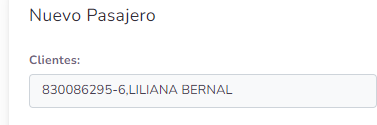 Nuevo Pasajero
Clientes:
830086295-6,LILIANA BERNAL